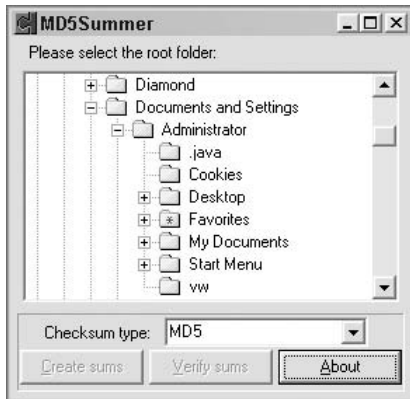 MD5Summer
Please select the root folder:
Diamond
Documents and Settings
Administrator
.java
Cookies
Desktop
Favorites
My Documents
Start Menu
vw
Checksum type: MD5
Create sums Verify sums About